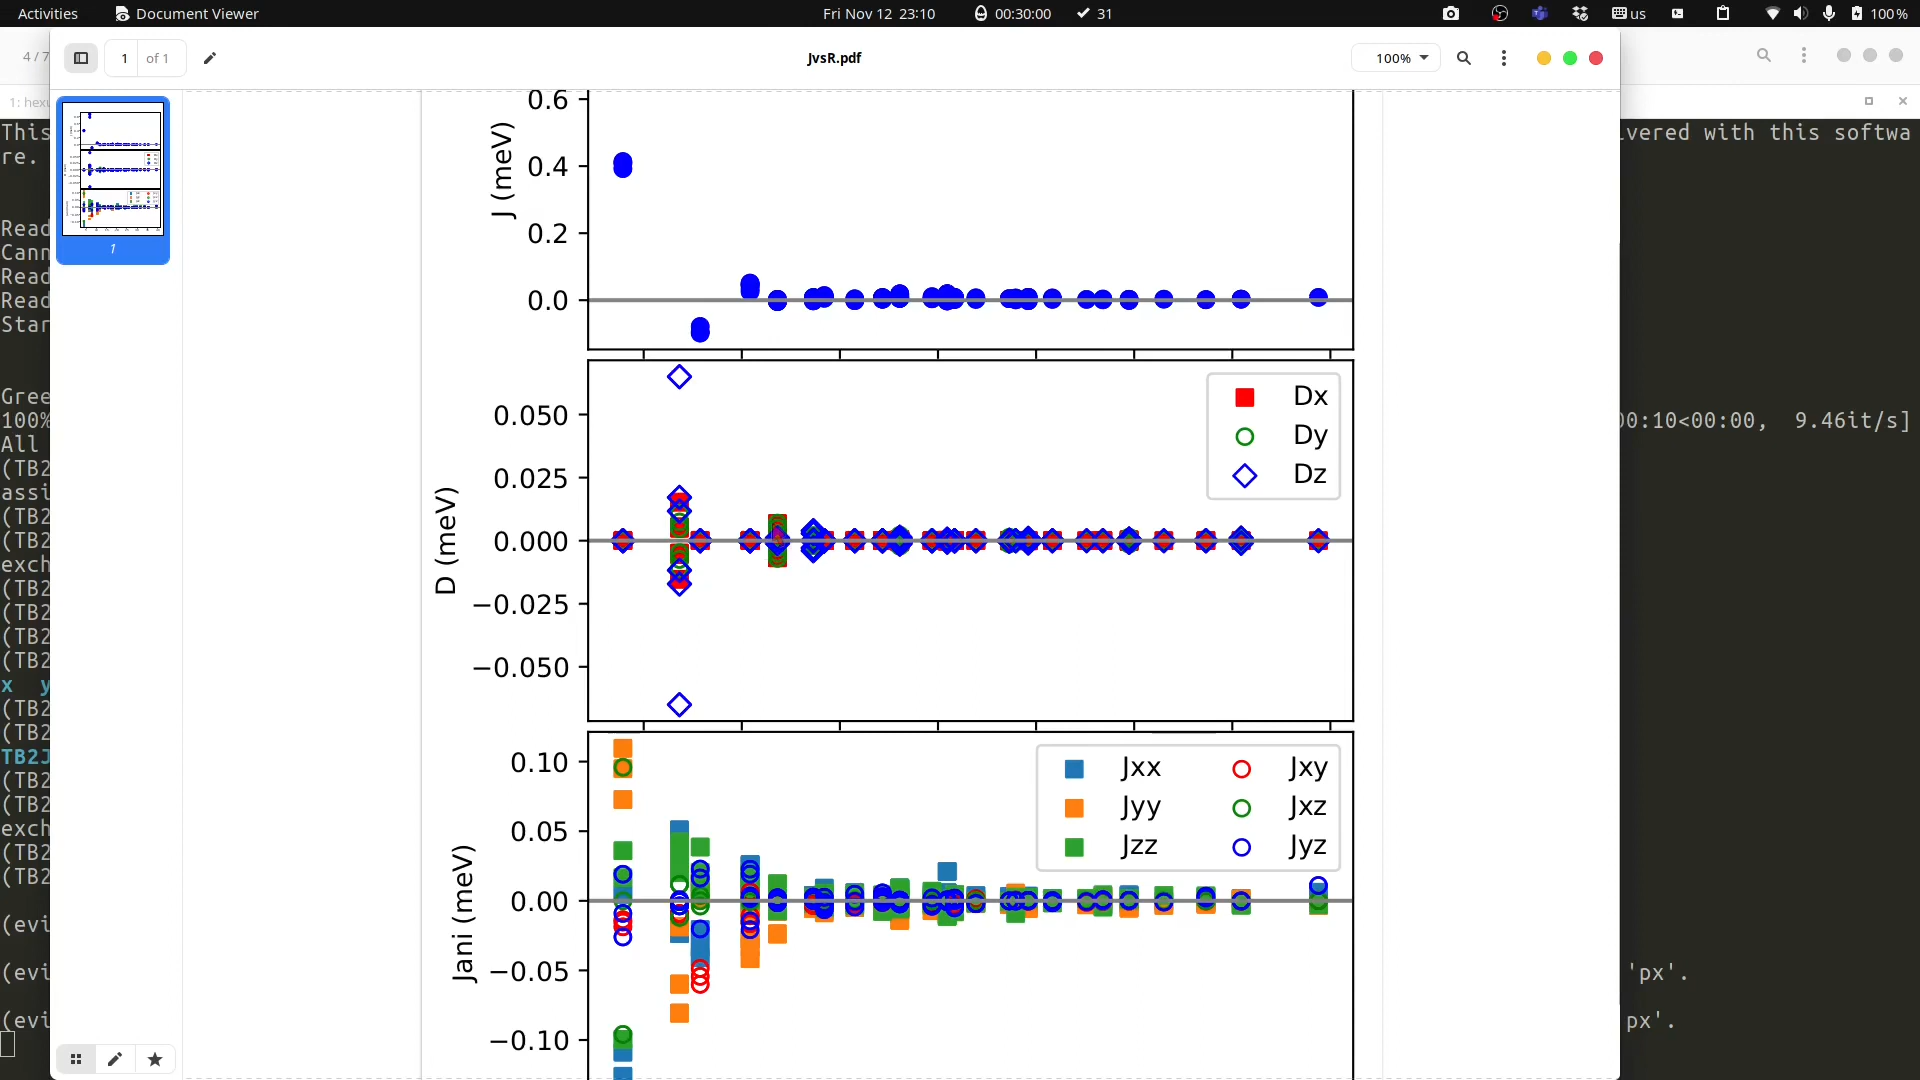 Activities Document Viewer Fri Nov 12 23:10 00:30:00 31 us 100%
4 / 7 1 of 1 JvsR.pdf 100%
1: hexu
This
vered with this softwa
re.
Read
Cann
Read
Read
Star
Gree
100%
00:10<00:00, 9.46it/s]
All
(TB2
assi
(TB2
(TB2
exch
(TB2
(TB2
(TB2
(TB2
x y
(TB2
(TB2
TB2J
(TB2
(TB2
exch
(TB2
(TB2
(evi
(evi
'px'.
(evi
px'.
1
J (meV)
0.6
0.4
0.2
0.0
D (meV)
0.050
0.025
0.000
−0.025
−0.050
Dx
Dy
Dz
Jani (meV)
0.10
0.05
0.00
−0.05
−0.10
Jxx Jxy
Jyy Jxz
Jzz Jyz